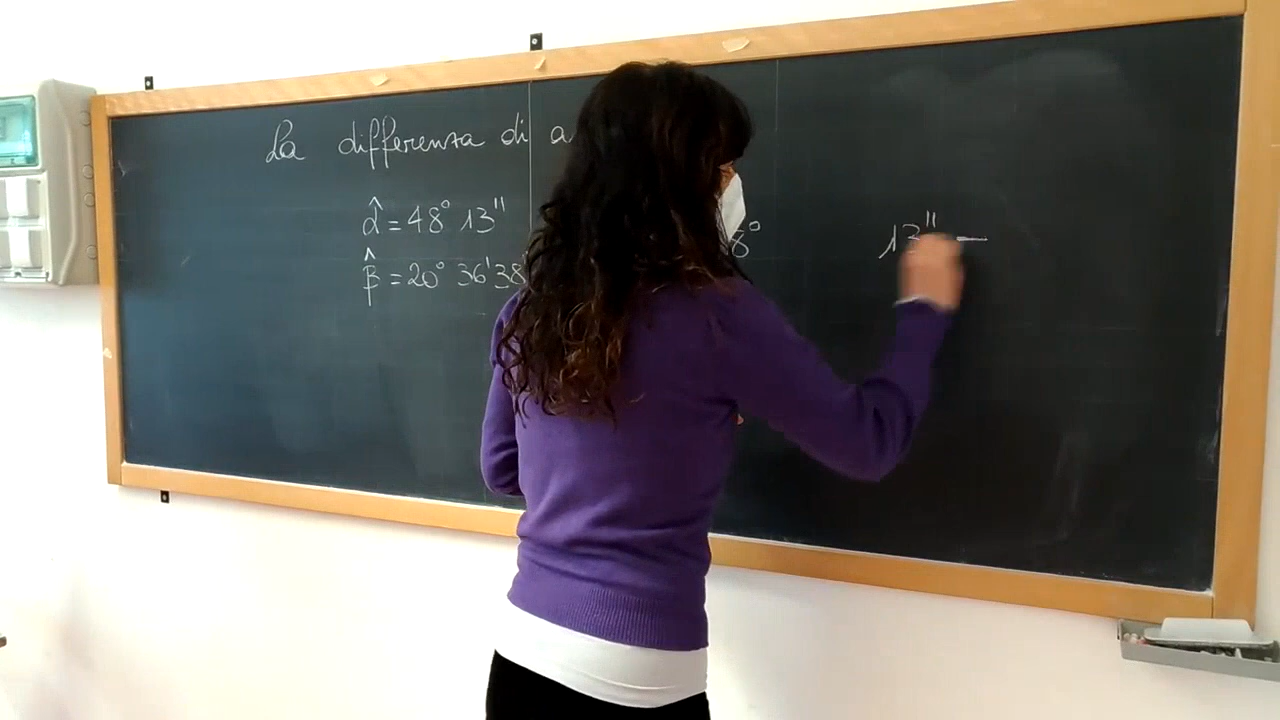 La differenza di a
α̂ = 48° 13"
β̂ = 20° 36' 38
8° 13" —